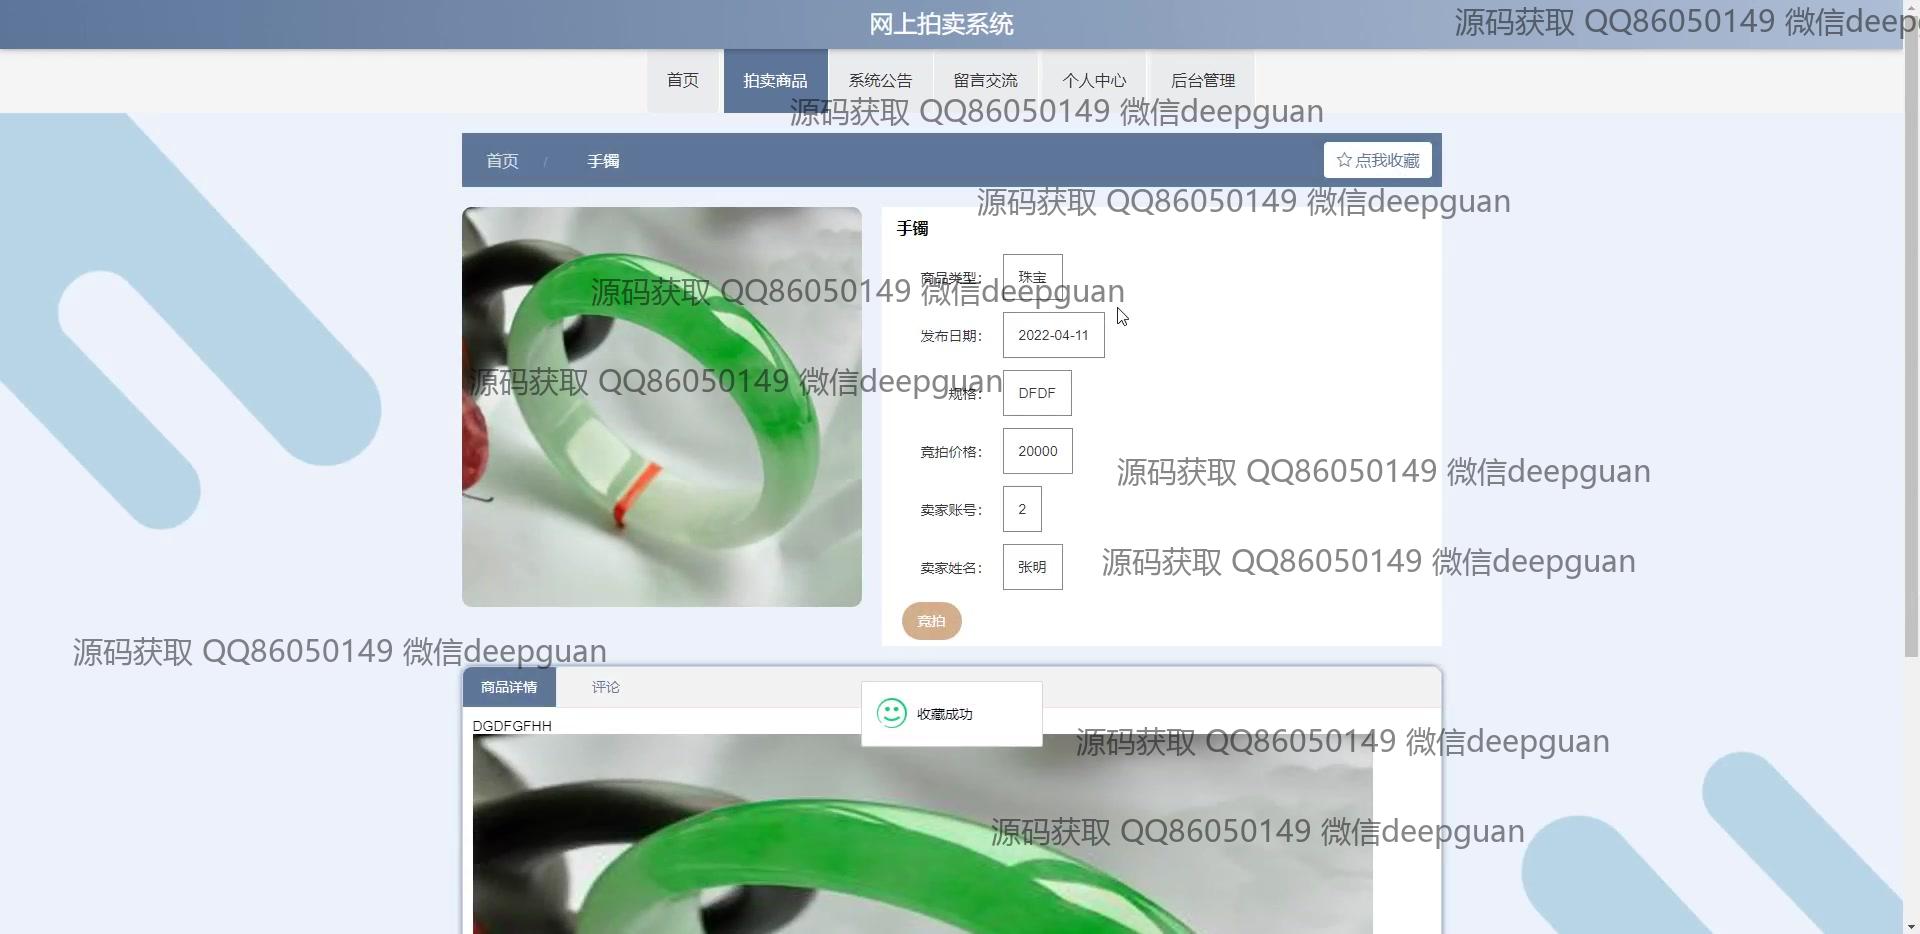 网上拍卖系统
源码获取 QQ86050149 微信deepg
首页
拍卖商品
系统公告
留言交流
个人中心
后台管理
源码获取 QQ86050149 微信deepguan
首页 / 手镯
☆点我收藏
源码获取 QQ86050149 微信deepguan
手镯
商品类型: 珠宝
源码获取 QQ86050149 微信deepguan
发布日期: 2022-04-11
源码获取 QQ86050149 微信deepguan
规格: DFDF
竞拍价格: 20000
源码获取 QQ86050149 微信deepguan
卖家账号: 2
卖家姓名: 张明
源码获取 QQ86050149 微信deepguan
竞拍
源码获取 QQ86050149 微信deepguan
商品详情
评论
收藏成功
DGDFGFHH
源码获取 QQ86050149 微信deepguan
源码获取 QQ86050149 微信deepguan